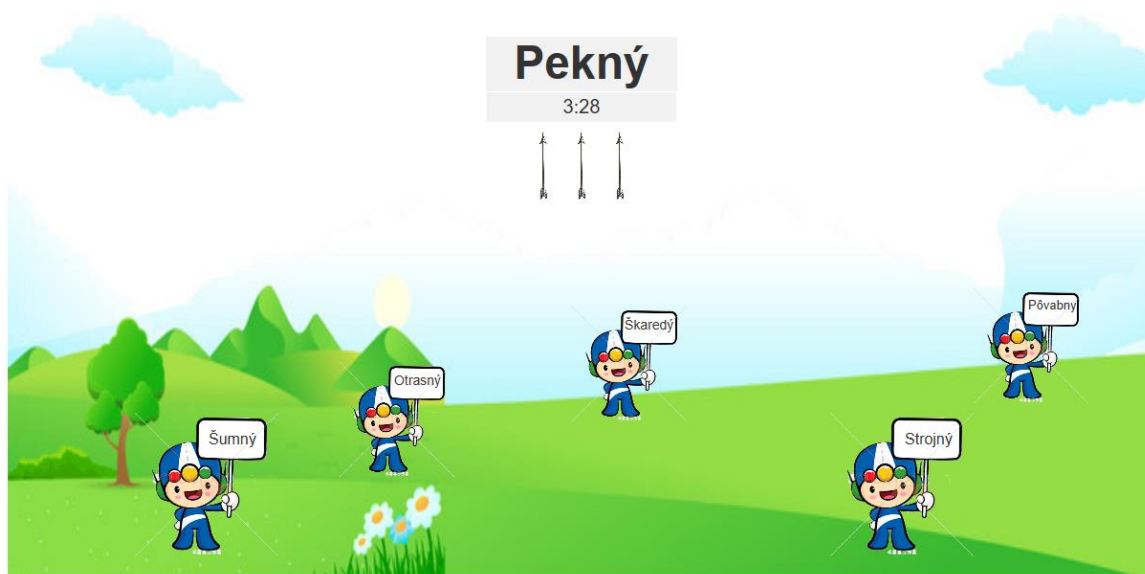 Pekný
3:28
Škaredý
Pôvabny
Otrasný
Šumný
Strojný